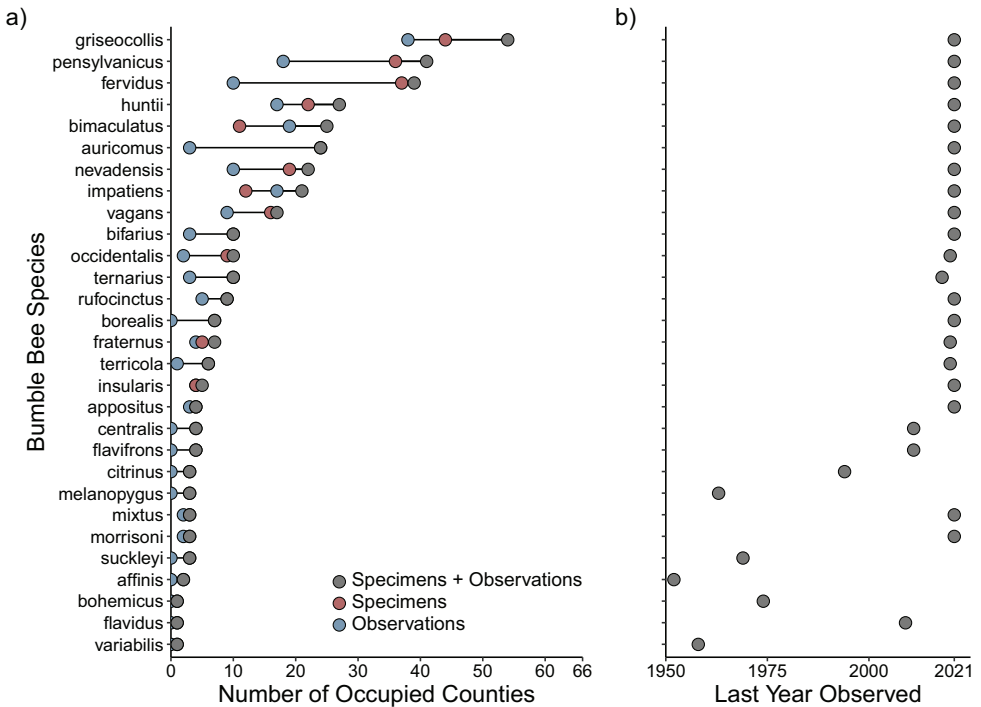 a)
b)
griseocollis
pensylvanicus
fervidus
huntii
bimaculatus
auricomus
nevadensis
impatiens
vagans
bifarius
occidentalis
ternarius
rufocinctus
borealis
fraternus
terricola
insularis
appositus
centralis
flavifrons
citrinus
melanopygus
mixtus
morrisoni
suckleyi
affinis
bohemicus
flavidus
variabilis
Bumble Bee Species
Specimens + Observations
Specimens
Observations
0 10 20 30 40 50 60 66
Number of Occupied Counties
1950 1975 2000 2021
Last Year Observed